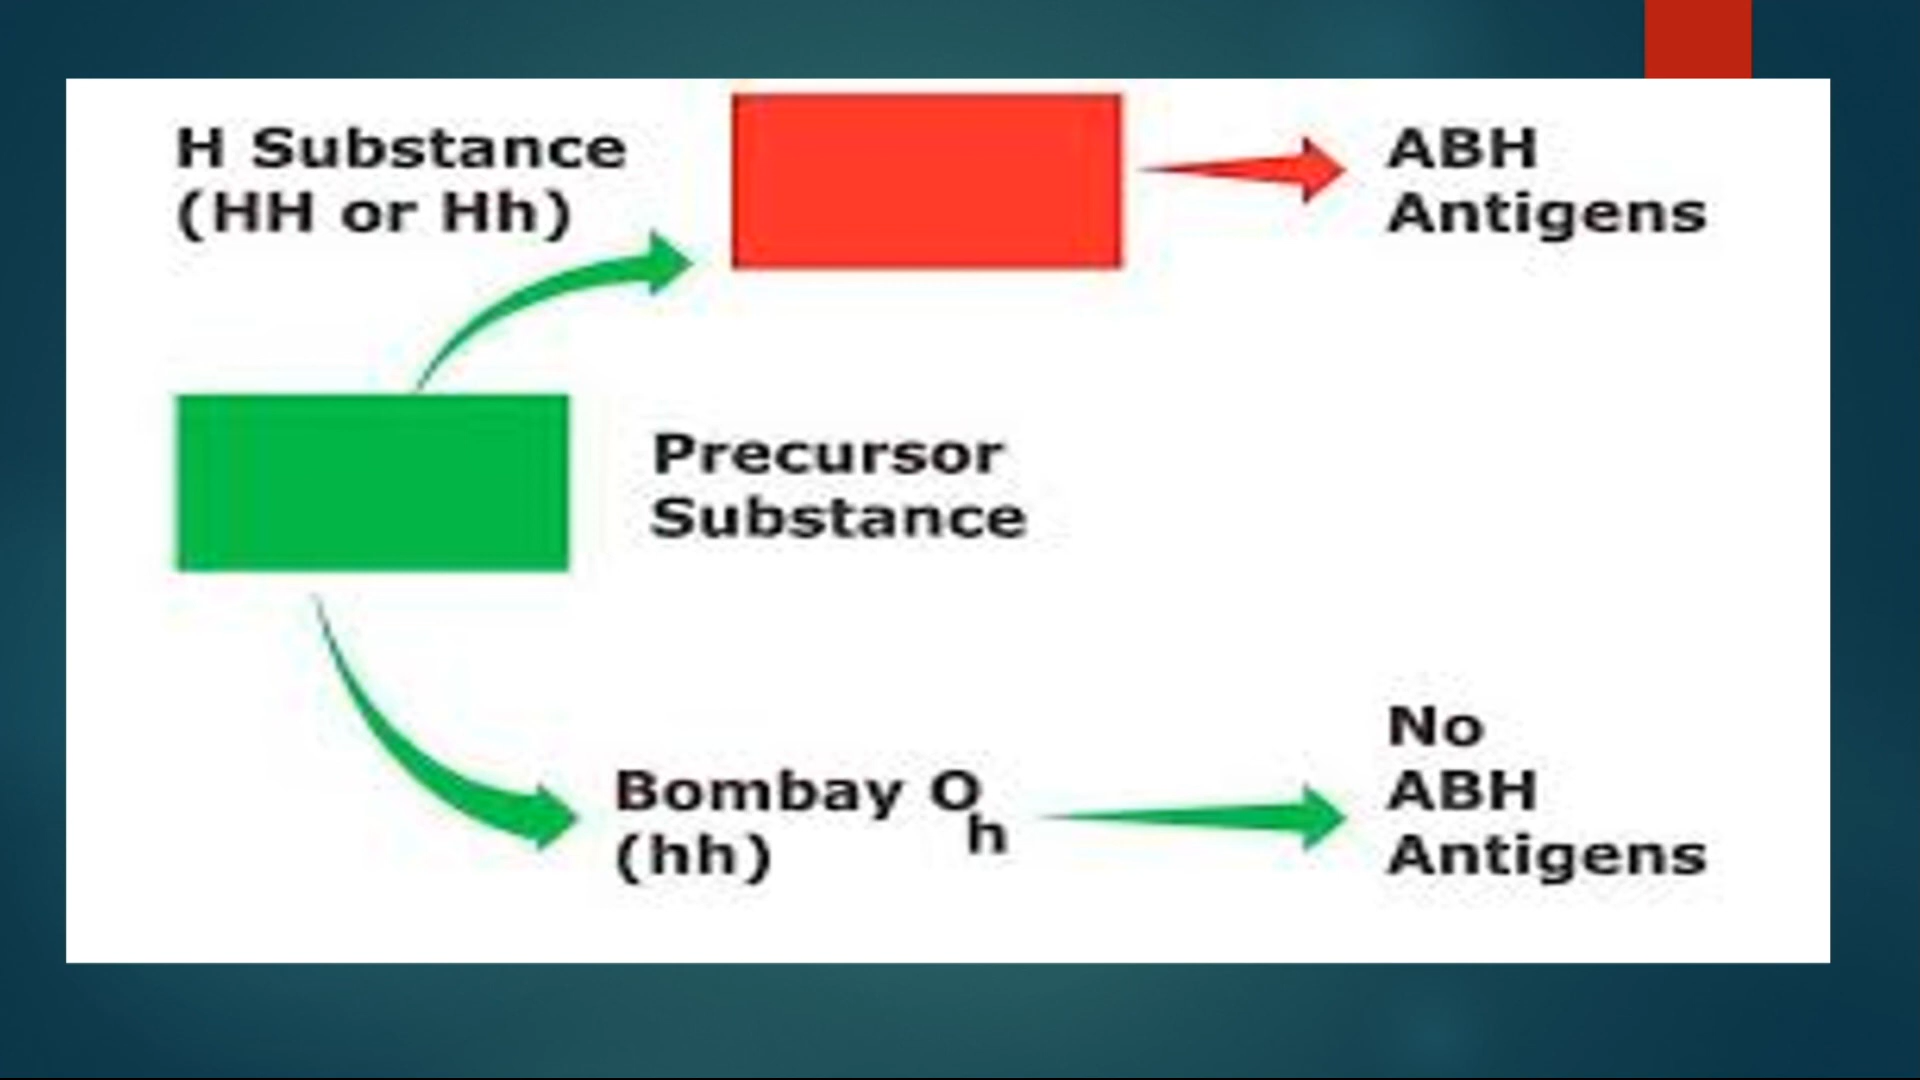 H Substance
(HH or Hh)
ABH
Antigens
Precursor
Substance
Bombay Oh
(hh)
No
ABH
Antigens